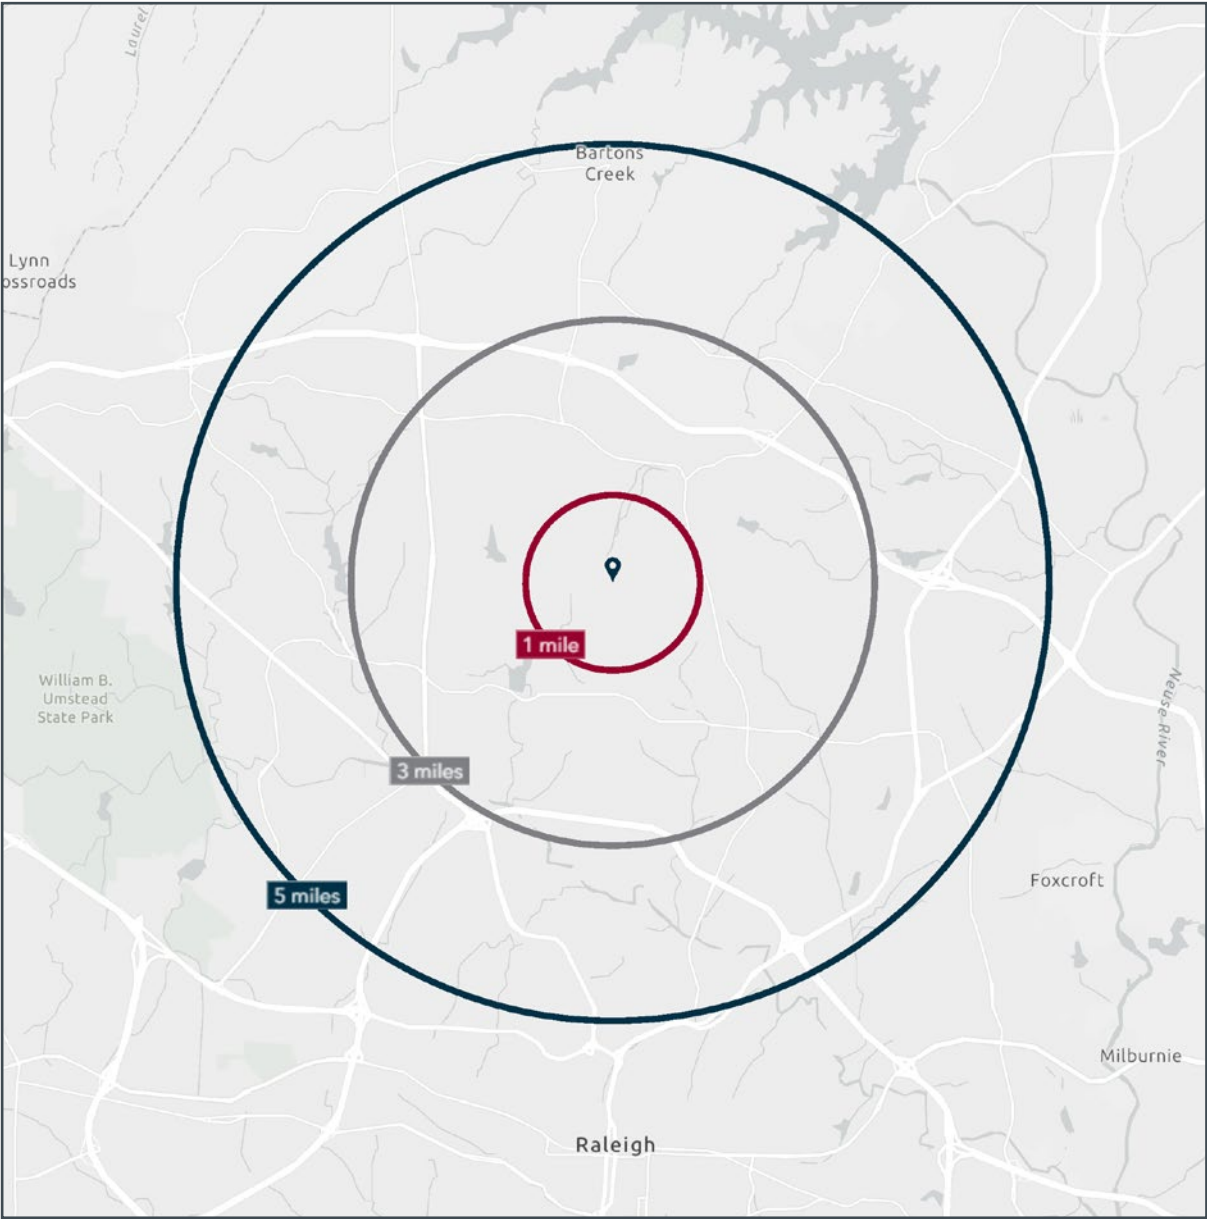 Laurel
Bartons
Creek
Lynn
ossroads
1 mile
William B.
Umstead
State Park
Neuse River
3 miles
Foxcroft
5 miles
Milburnie
Raleigh